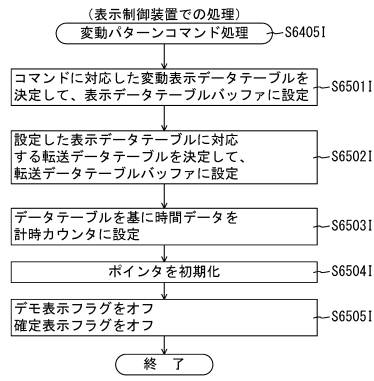 (表示制御装置での処理)
変動パターンコマンド処理
S6405I
コマンドに対応した変動表示データテーブルを
決定して、表示データテーブルバッファに設定
S6501I
設定した表示データテーブルに対応
する転送データテーブルを決定して、
転送データテーブルバッファに設定
S6502I
データテーブルを基に時間データを
計時カウンタに設定
S6503I
ポインタを初期化
S6504I
デモ表示フラグをオフ
確定表示フラグをオフ
S6505I
終 了